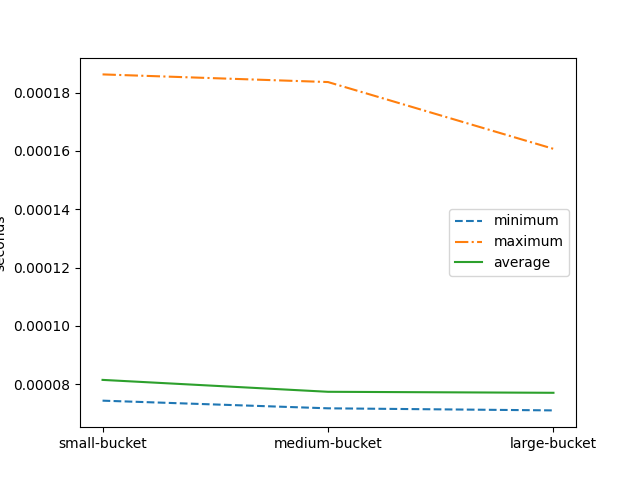 0.00018
0.00016
0.00014
0.00012
0.00010
0.00008
seconds
small-bucket
medium-bucket
large-bucket
minimum
maximum
average